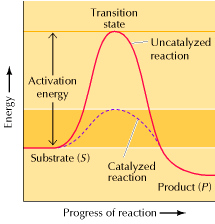 Transition
state
Uncatalyzed
reaction
Activation
energy
Energy →
Substrate (S)
Catalyzed
reaction
Product (P)
Progress of reaction →